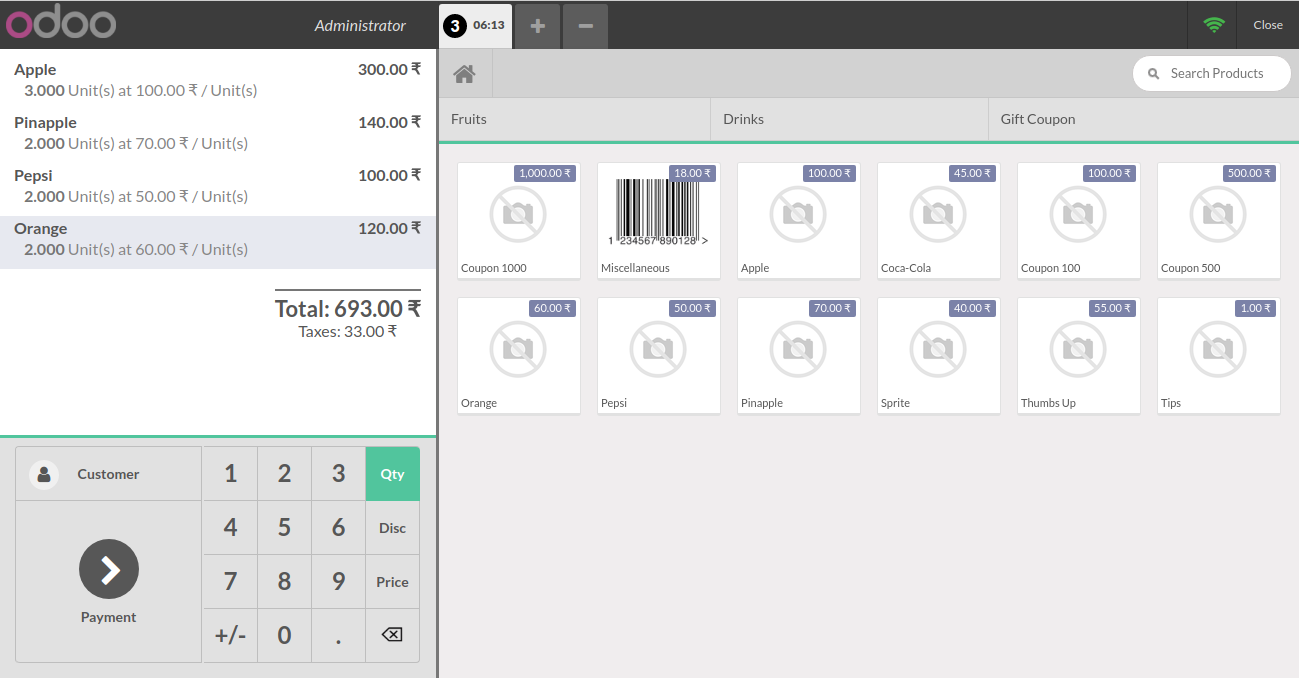 odoo
Administrator
3 06:13
+
−
Close
Apple 300.00 ₹
3.000 Unit(s) at 100.00 ₹ / Unit(s)
Pinapple 140.00 ₹
2.000 Unit(s) at 70.00 ₹ / Unit(s)
Pepsi 100.00 ₹
2.000 Unit(s) at 50.00 ₹ / Unit(s)
Orange 120.00 ₹
2.000 Unit(s) at 60.00 ₹ / Unit(s)
Total: 693.00 ₹
Taxes: 33.00 ₹
Customer
Payment
1 2 3 Qty
4 5 6 Disc
7 8 9 Price
+/- 0 .
Search Products
Fruits Drinks Gift Coupon
1,000.00 ₹
Coupon 1000
18.00 ₹
1 234567 890128 >
Miscellaneous
100.00 ₹
Apple
45.00 ₹
Coca-Cola
100.00 ₹
Coupon 100
500.00 ₹
Coupon 500
60.00 ₹
Orange
50.00 ₹
Pepsi
70.00 ₹
Pinapple
40.00 ₹
Sprite
55.00 ₹
Thumbs Up
1.00 ₹
Tips